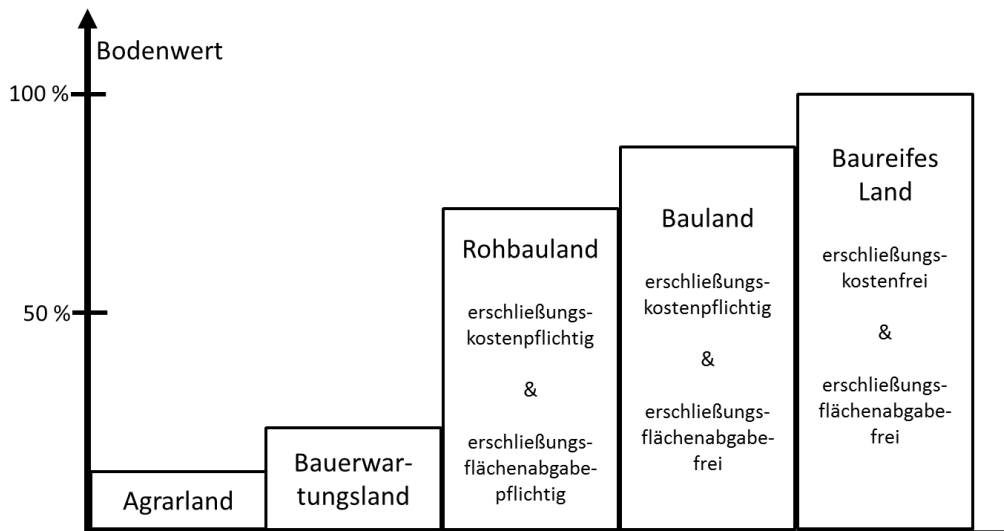 Bodenwert
100 %
50 %
Agrarland
Bauerwar-
tungsland
Rohbauland
erschließungs-
kostenpflichtig
&
erschließungs-
flächenabgabe-
pflichtig
Bauland
erschließungs-
kostenpflichtig
&
erschließungs-
flächenabgabe-
frei
Baureifes
Land
erschließungs-
kostenfrei
&
erschließungs-
flächenabgabe-
frei